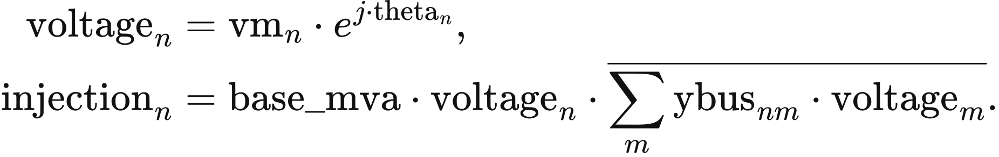 voltage_n = vm_n · e^{j·theta_n},
injection_n = base_mva · voltage_n · \overline{\sum_m ybus_{nm} · voltage_m}.